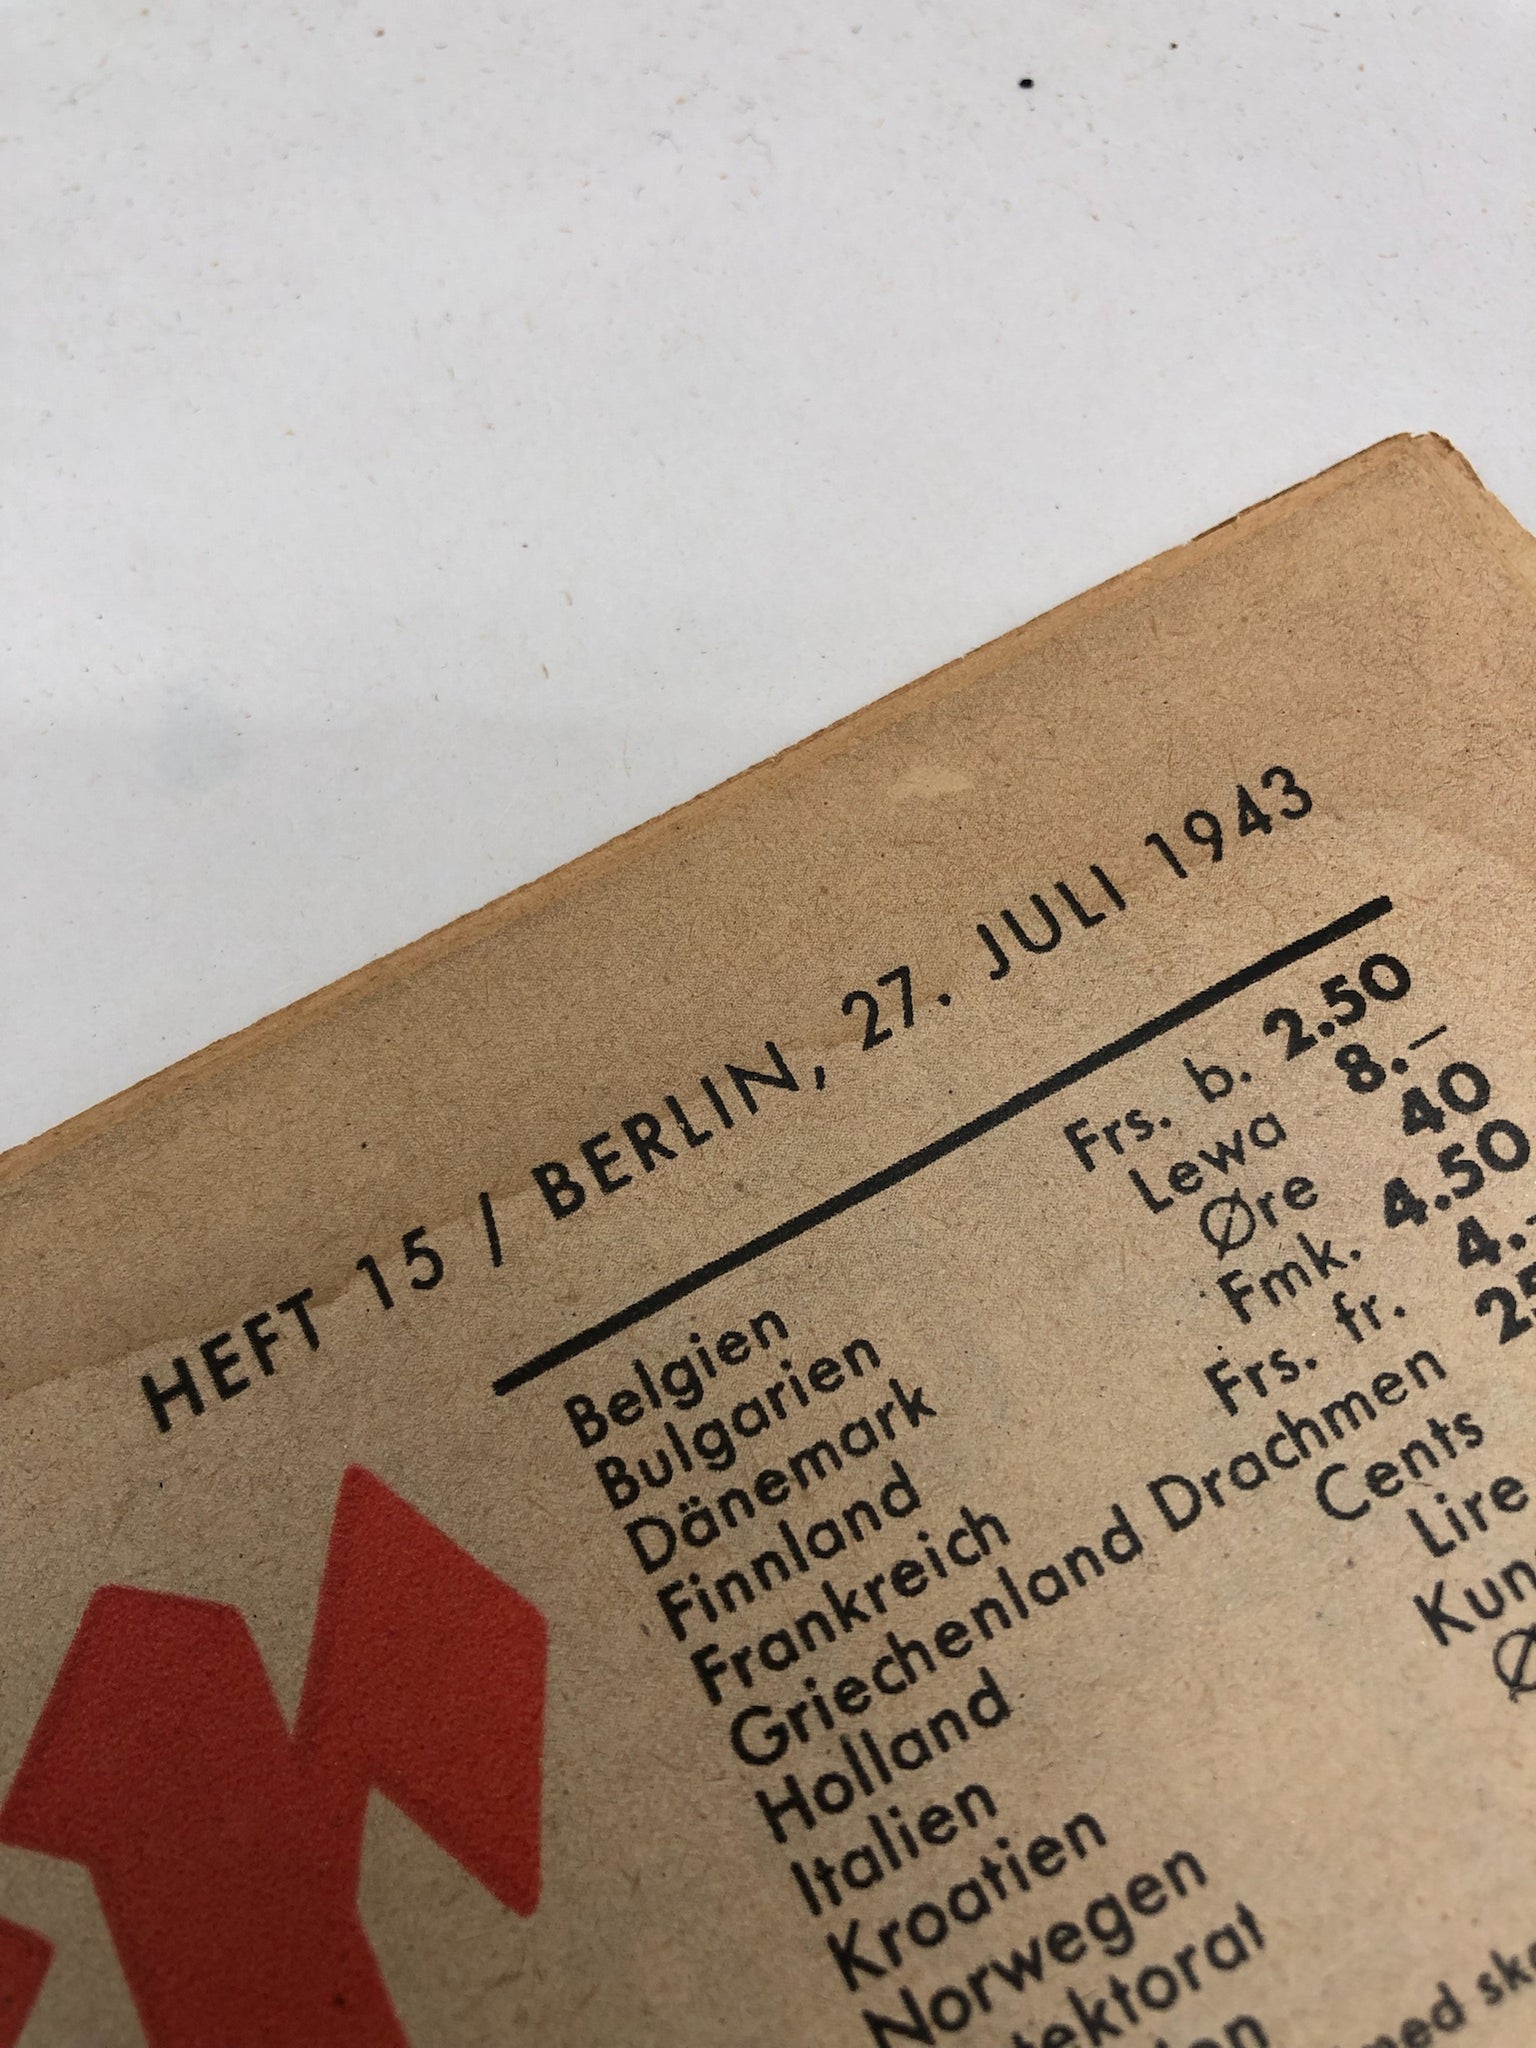 HEFT 15 / BERLIN, 27. JULI 1943
Belgien Frs. b. 2.50
Bulgarien Lewa 8.–
Dänemark Øre 40
Finnland Fmk. 4.50
Frankreich Frs. fr. 4.-
Griechenland Drachmen
Holland Cents
Italien Lire
Kroatien
Norwegen